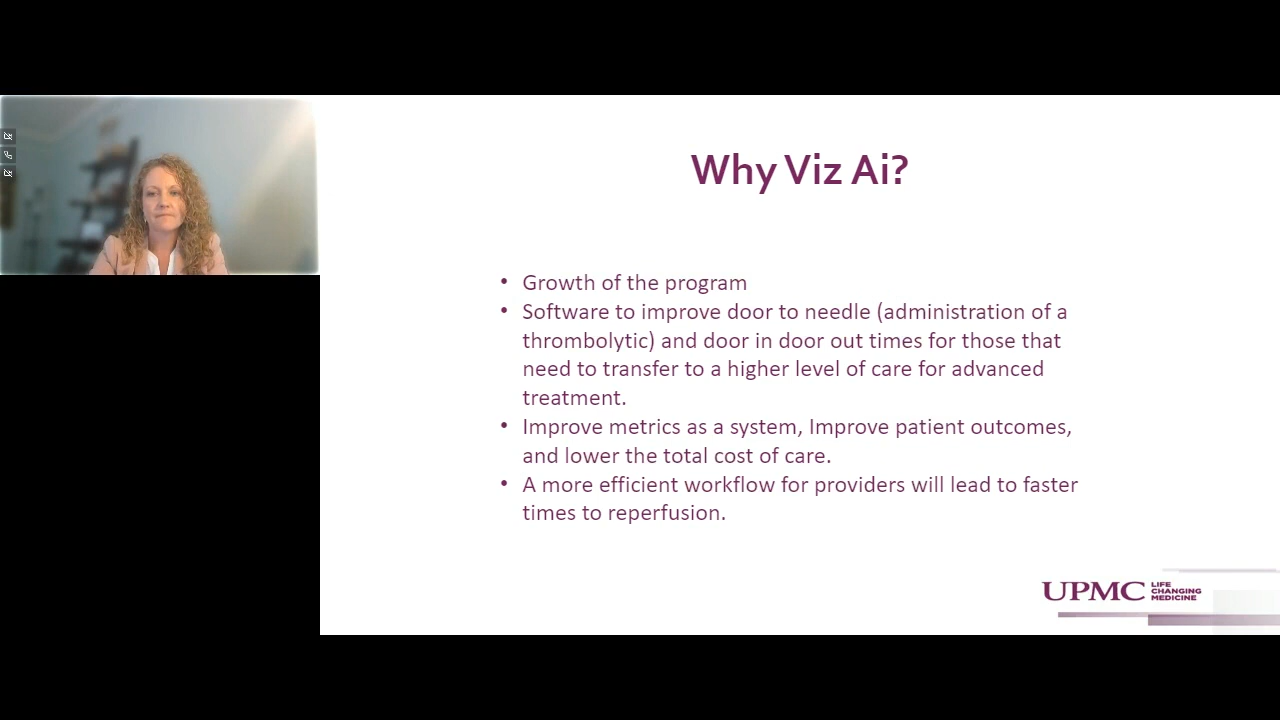 Why Viz Ai?
• Growth of the program
• Software to improve door to needle (administration of a
thrombolytic) and door in door out times for those that
need to transfer to a higher level of care for advanced
treatment.
• Improve metrics as a system, Improve patient outcomes,
and lower the total cost of care.
• A more efficient workflow for providers will lead to faster
times to reperfusion.
UPMC
LIFE
CHANGING
MEDICINE